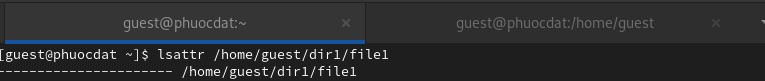 guest@phuocdat:~ × guest@phuocdat:/home/guest ×
[guest@phuocdat ~]$ lsattr /home/guest/dir1/file1
---------------------- /home/guest/dir1/file1